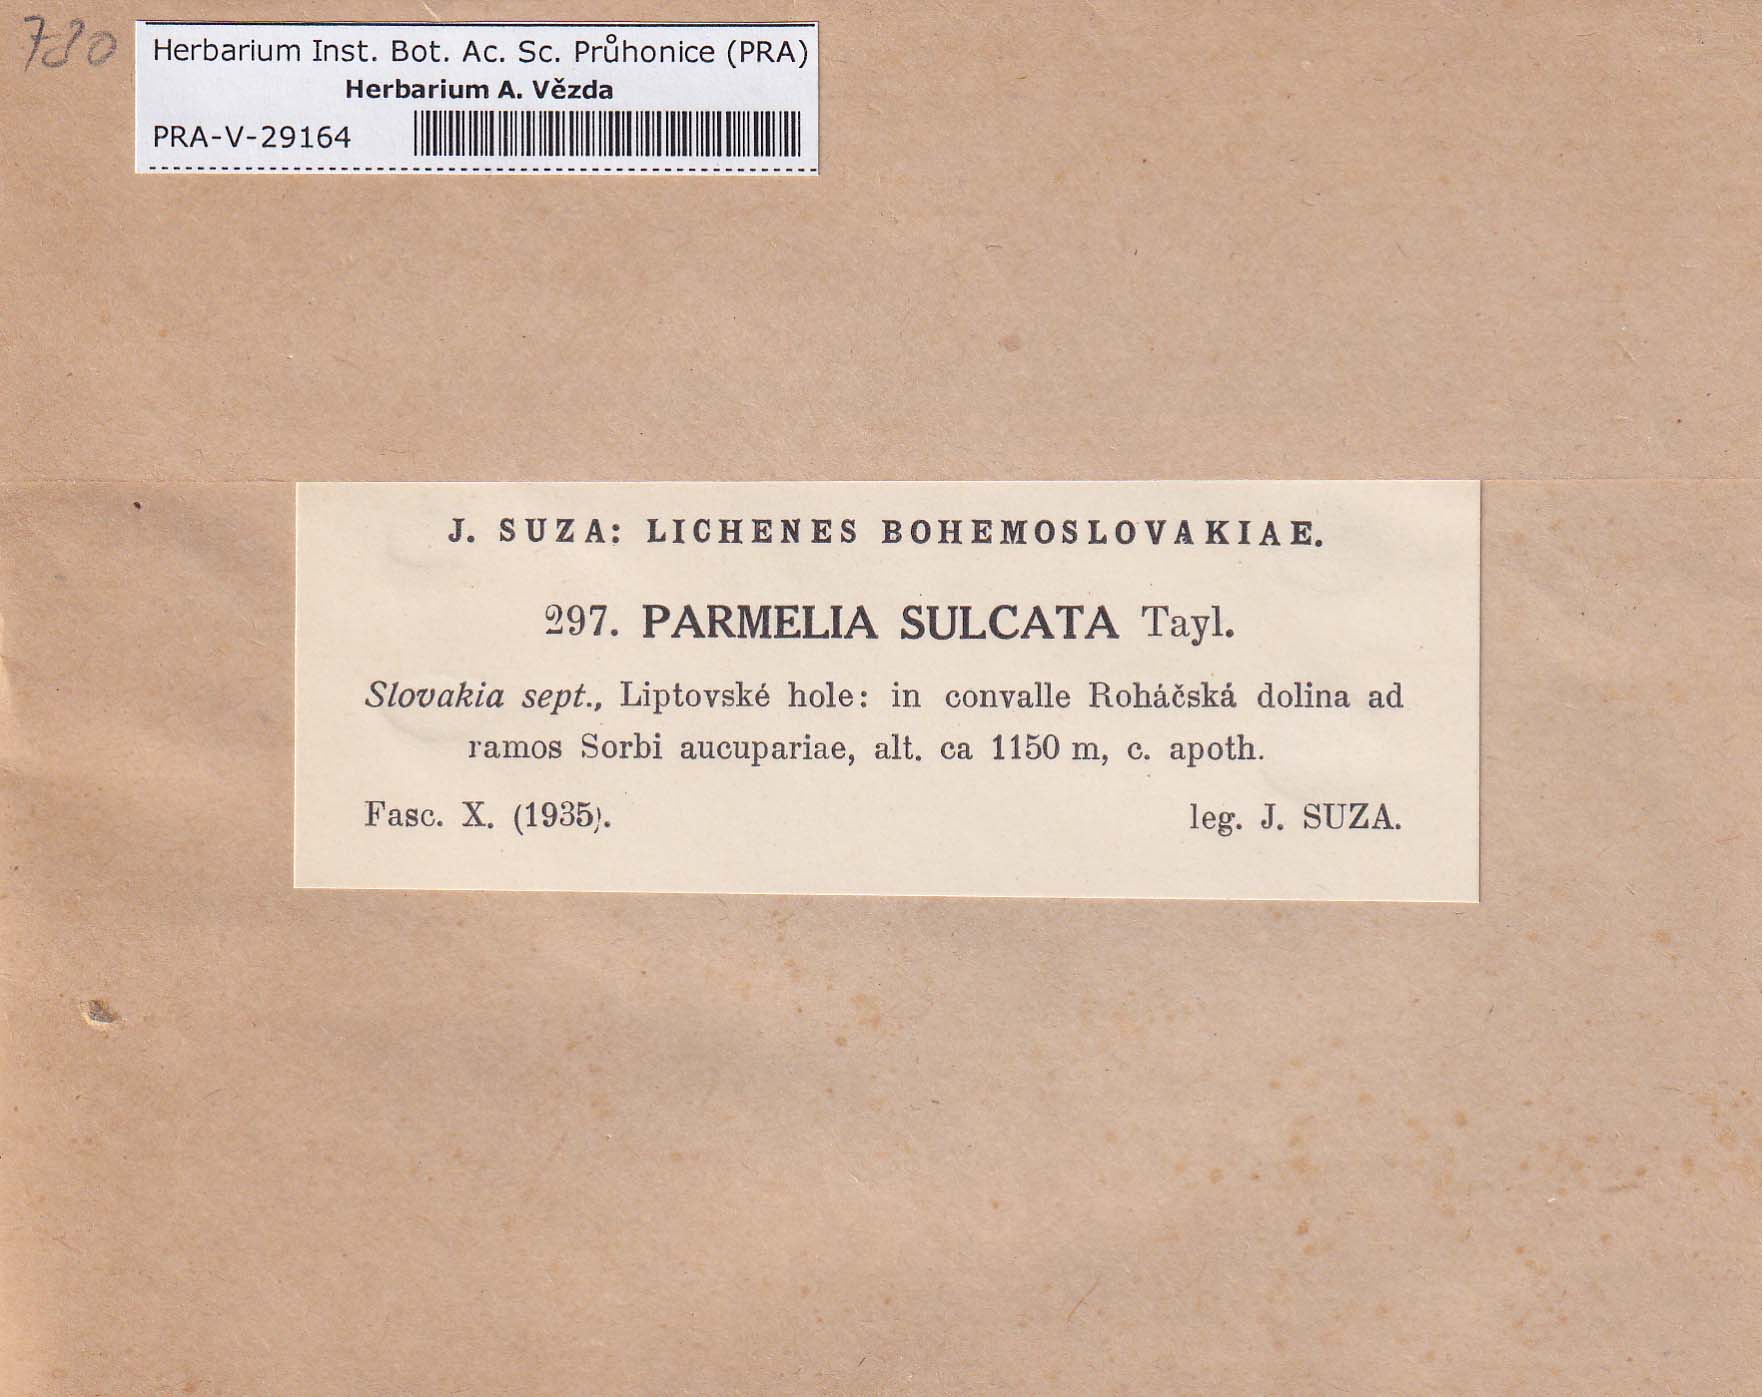 780
Herbarium Inst. Bot. Ac. Sc. Průhonice (PRA)
Herbarium A. Vězda
PRA-V-29164
J. SUZA: LICHENES BOHEMOSLOVAKIAE.
297. PARMELIA SULCATA Tayl.
Slovakia sept., Liptovské hole: in convalle Roháčská dolina ad
ramos Sorbi aucupariae, alt. ca 1150 m, c. apoth.
Fasc. X. (1935). leg. J. SUZA.